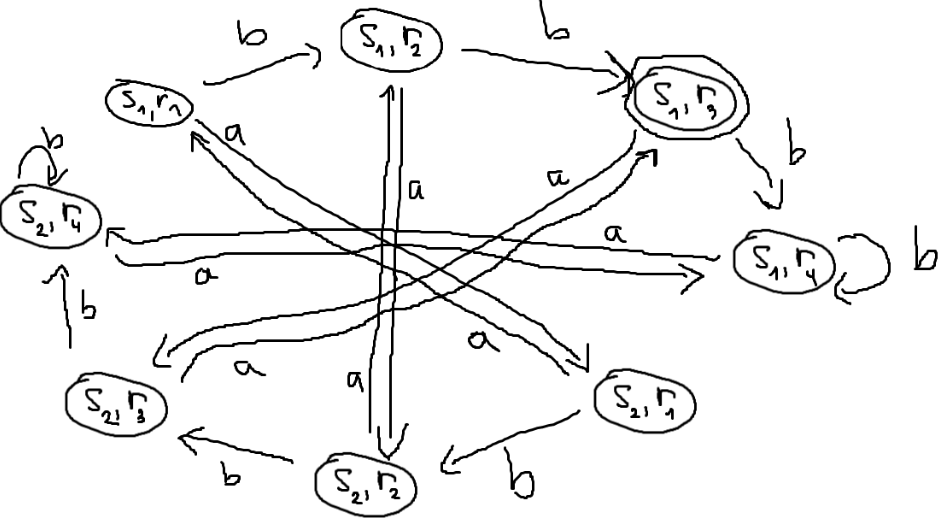 b
b
s₁, r₂
s₁, r₁
s₁, r₃
a
b
b
a
a
s₂, r₄
a
s₁, r₄
b
a
b
a
a
a
s₂, r₃
s₂, r₁
b
s₂, r₂
b